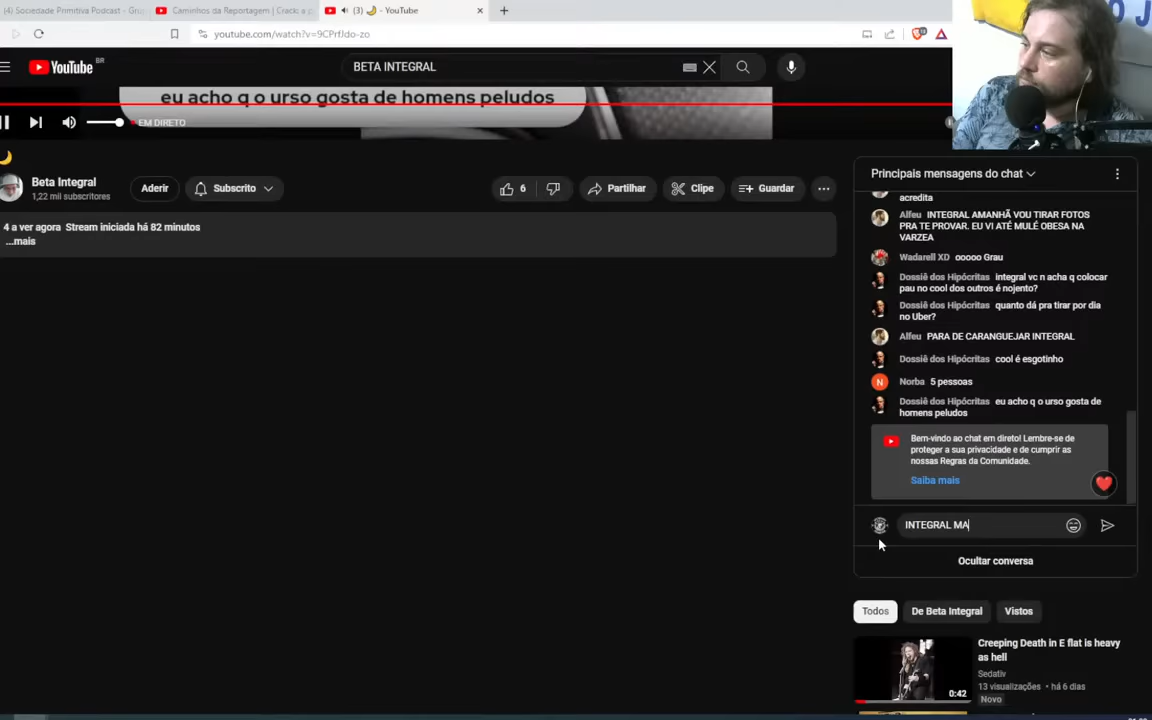 (4) Sociedade Primitiva Podcast - Gru
Caminhos da Reportagem | Crack: a p
(3) 🌙 - YouTube
youtube.com/watch?v=9CPrfJdo-zo
YouTube BR
BETA INTEGRAL
eu acho q o urso gosta de homens peludos
EM DIRETO
Beta Integral
1,22 mil subscritores
Aderir
Subscrito
6
Partilhar
Clipe
Guardar
4 a ver agora Stream iniciada há 82 minutos
...mais
Principais mensagens do chat
acredita
Alfeu INTEGRAL AMANHÃ VOU TIRAR FOTOS
PRA TE PROVAR. EU VI ATÉ MULÉ OBESA NA
VARZEA
Wadarell XD ooooo Grau
Dossiê dos Hipócritas integral vc n acha q colocar
pau no cool dos outros é nojento?
Dossiê dos Hipócritas quanto dá pra tirar por dia
no Uber?
Alfeu PARA DE CARANGUEJAR INTEGRAL
Dossiê dos Hipócritas cool é esgotinho
N
Norba 5 pessoas
Dossiê dos Hipócritas eu acho q o urso gosta de
homens peludos
Bem-vindo ao chat em direto! Lembre-se de
proteger a sua privacidade e de cumprir as
nossas Regras da Comunidade.
Saiba mais
INTEGRAL MA
Ocultar conversa
Todos
De Beta Integral
Vistos
Creeping Death in E flat is heavy
as hell
Sedativ
13 visualizações • há 6 dias
Novo
0:42